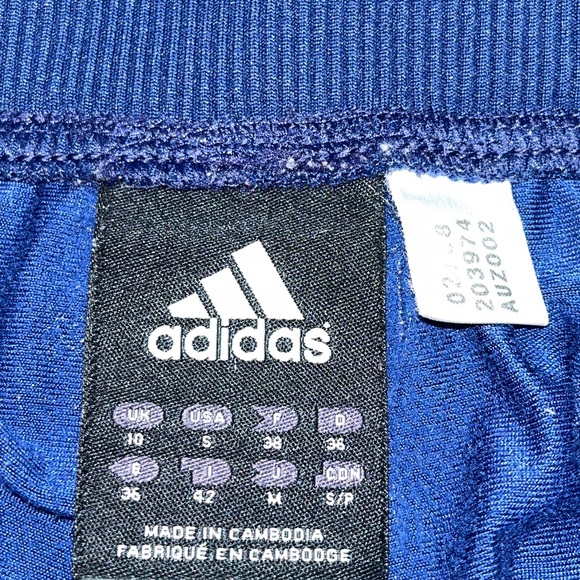 adidas
UK USA F D
10 S 38 36
B I J CDN
36 42 M S/P
MADE IN CAMBODIA
FABRIQUÉ EN CAMBODGE
203974
AUZ002